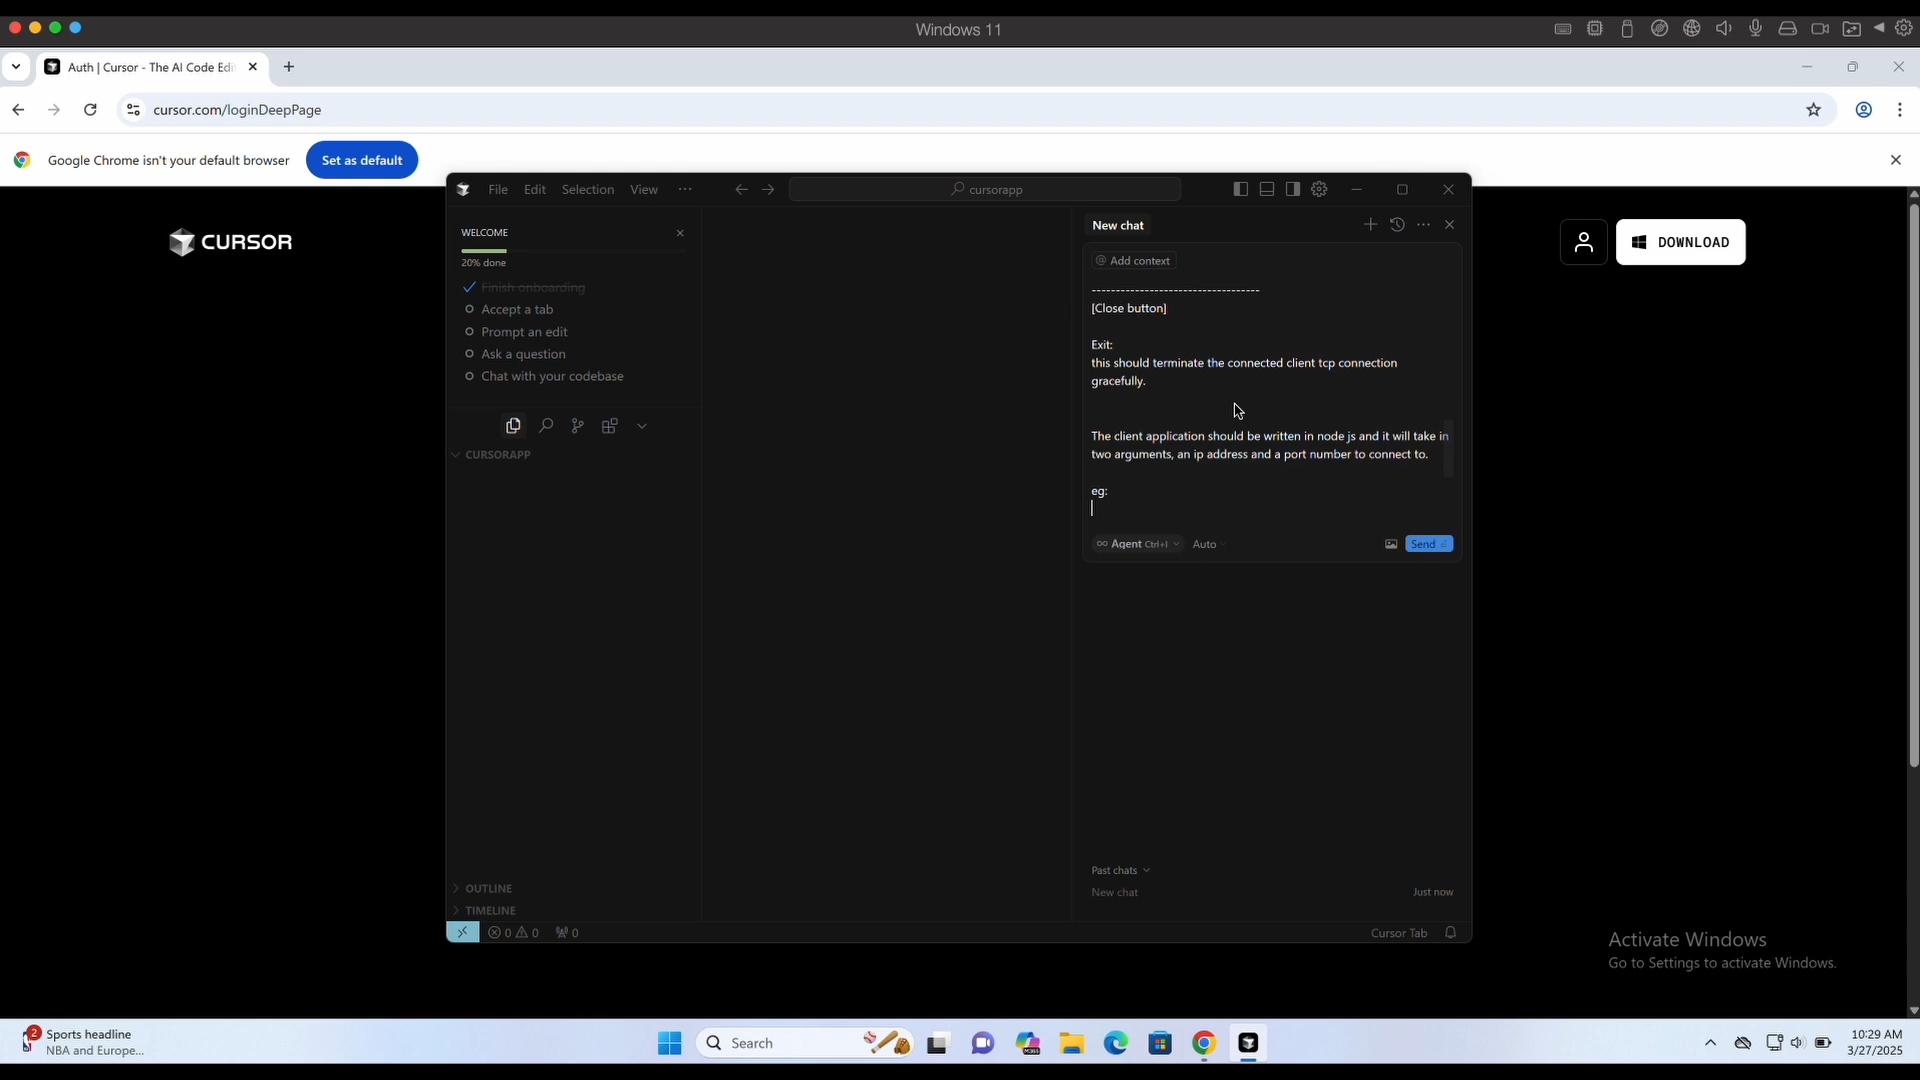 Windows 11
Auth | Cursor - The AI Code Edi
cursor.com/loginDeepPage
Google Chrome isn't your default browser
Set as default
File Edit Selection View
cursorapp
CURSOR
DOWNLOAD
WELCOME
20% done
Finish onboarding
Accept a tab
Prompt an edit
Ask a question
Chat with your codebase
CURSORAPP
OUTLINE
TIMELINE
New chat
@ Add context
-----------------------------------
[Close button]
Exit:
this should terminate the connected client tcp connection
gracefully.
The client application should be written in node js and it will take in
two arguments, an ip address and a port number to connect to.
eg:
Agent Ctrl+I
Auto
Send
Past chats
New chat
Just now
0 0 0
Cursor Tab
Activate Windows
Go to Settings to activate Windows.
2
Sports headline
NBA and Europe...
Search
M365
10:29 AM
3/27/2025